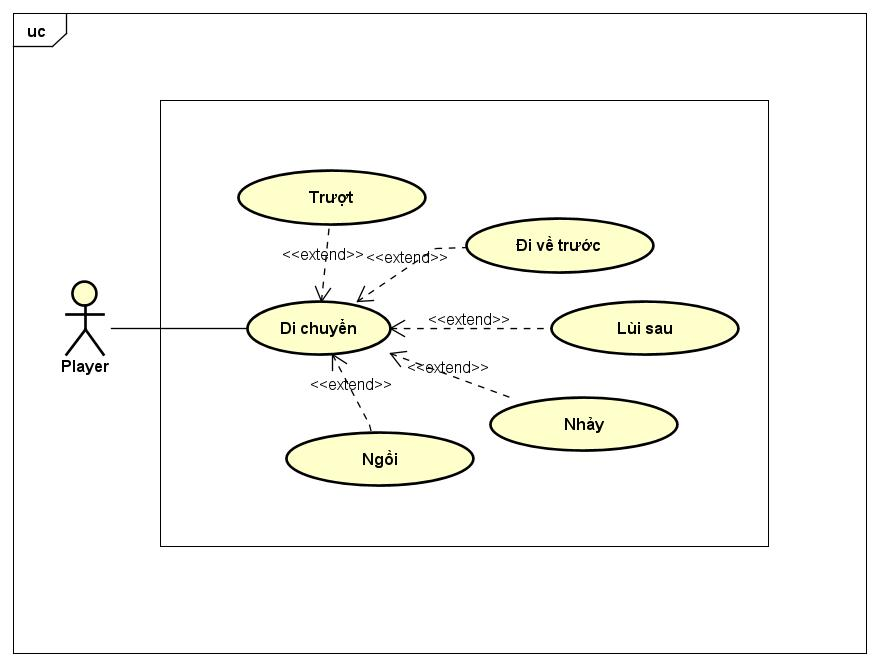 uc
Trượt
Đi về trước
<<extend>>
<<extend>>
<<extend>>
Di chuyển
Lùi sau
Player
<<extend>>
<<extend>>
Nhảy
Ngồi